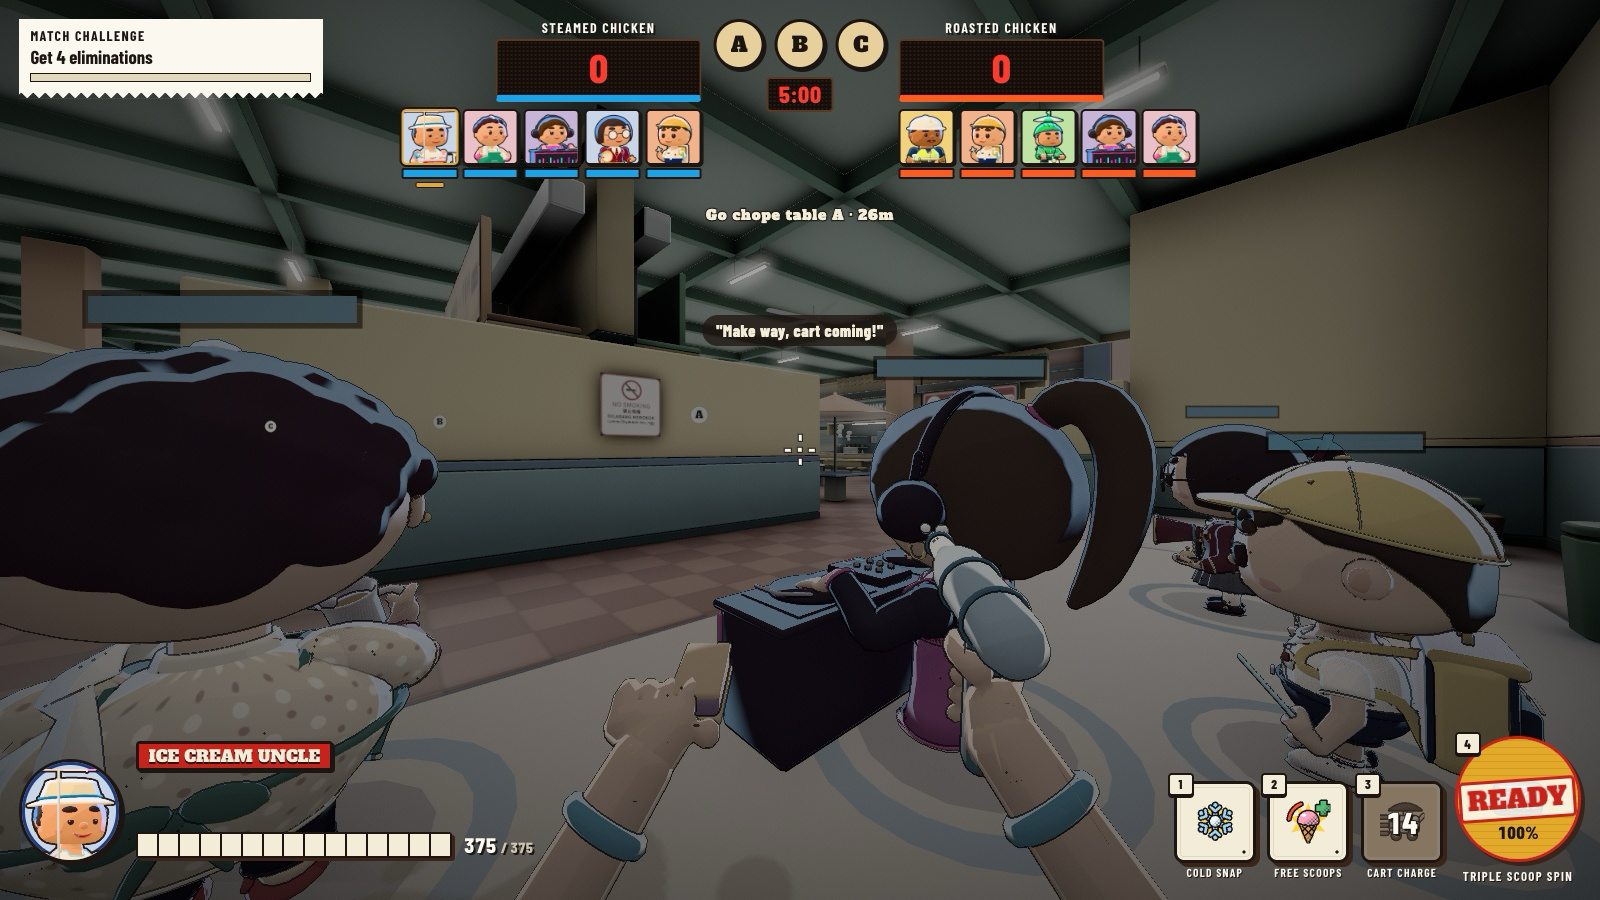 MATCH CHALLENGE
Get 4 eliminations
STEAMED CHICKEN
0
A
B
C
5:00
ROASTED CHICKEN
0
Go chope table A · 26m
"Make way, cart coming!"
NO SMOKING
A
B
C
ICE CREAM UNCLE
375 / 375
1
COLD SNAP
2
FREE SCOOPS
3
14
CART CHARGE
4
READY
100%
TRIPLE SCOOP SPIN